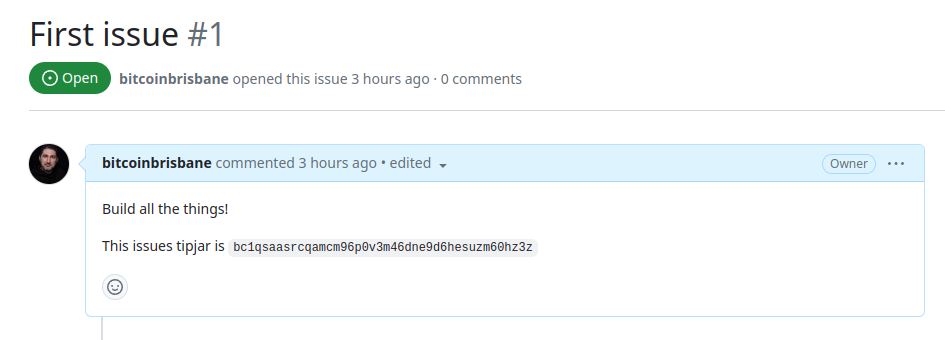 First issue #1
Open bitcoinbrisbane opened this issue 3 hours ago · 0 comments
bitcoinbrisbane commented 3 hours ago • edited Owner ...
Build all the things!
This issues tipjar is bc1qsaasrcqamcm96p0v3m46dne9d6hesuzm60hz3z